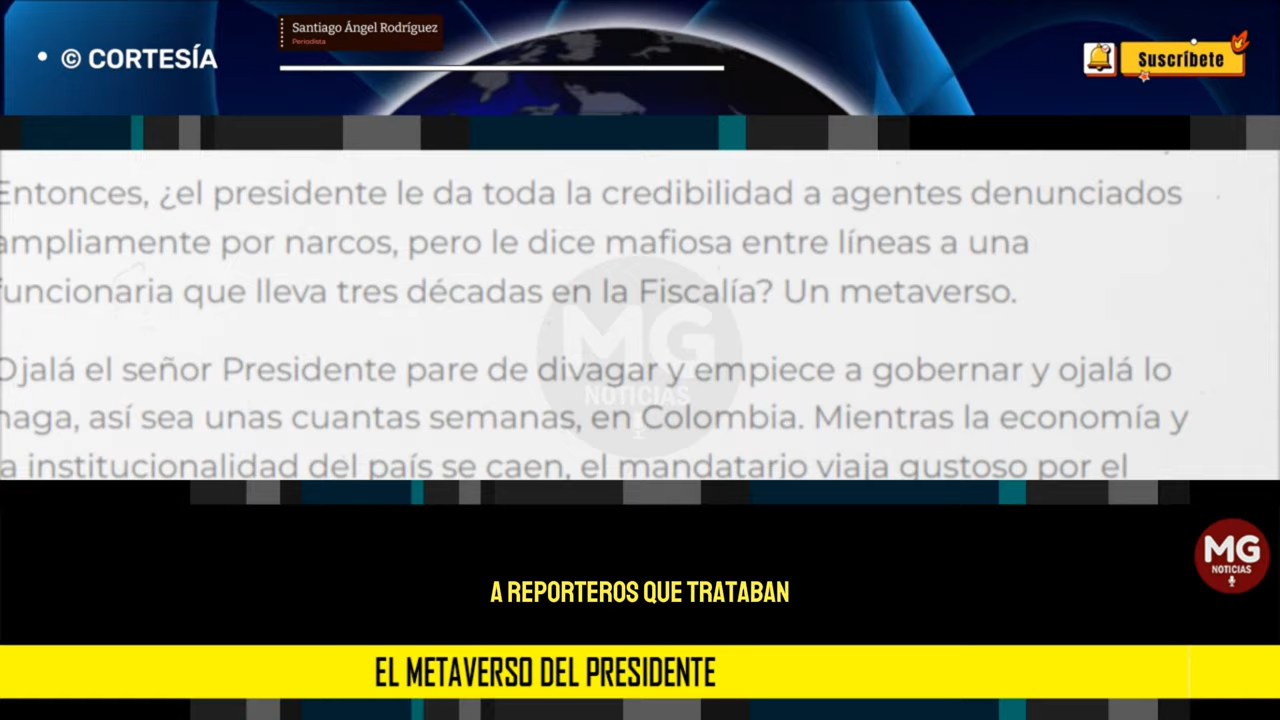 Santiago Ángel Rodríguez
Periodista
• © CORTESÍA
Suscríbete
Entonces, ¿el presidente le da toda la credibilidad a agentes denunciados
ampliamente por narcos, pero le dice mafiosa entre líneas a una
funcionaria que lleva tres décadas en la Fiscalía? Un metaverso.
Ojalá el señor Presidente pare de divagar y empiece a gobernar y ojalá lo
haga, así sea unas cuantas semanas, en Colombia. Mientras la economía y
la institucionalidad del país se caen, el mandatario viaja gustoso por el
MG
NOTICIAS
MG
NOTICIAS
A REPORTEROS QUE TRATABAN
EL METAVERSO DEL PRESIDENTE